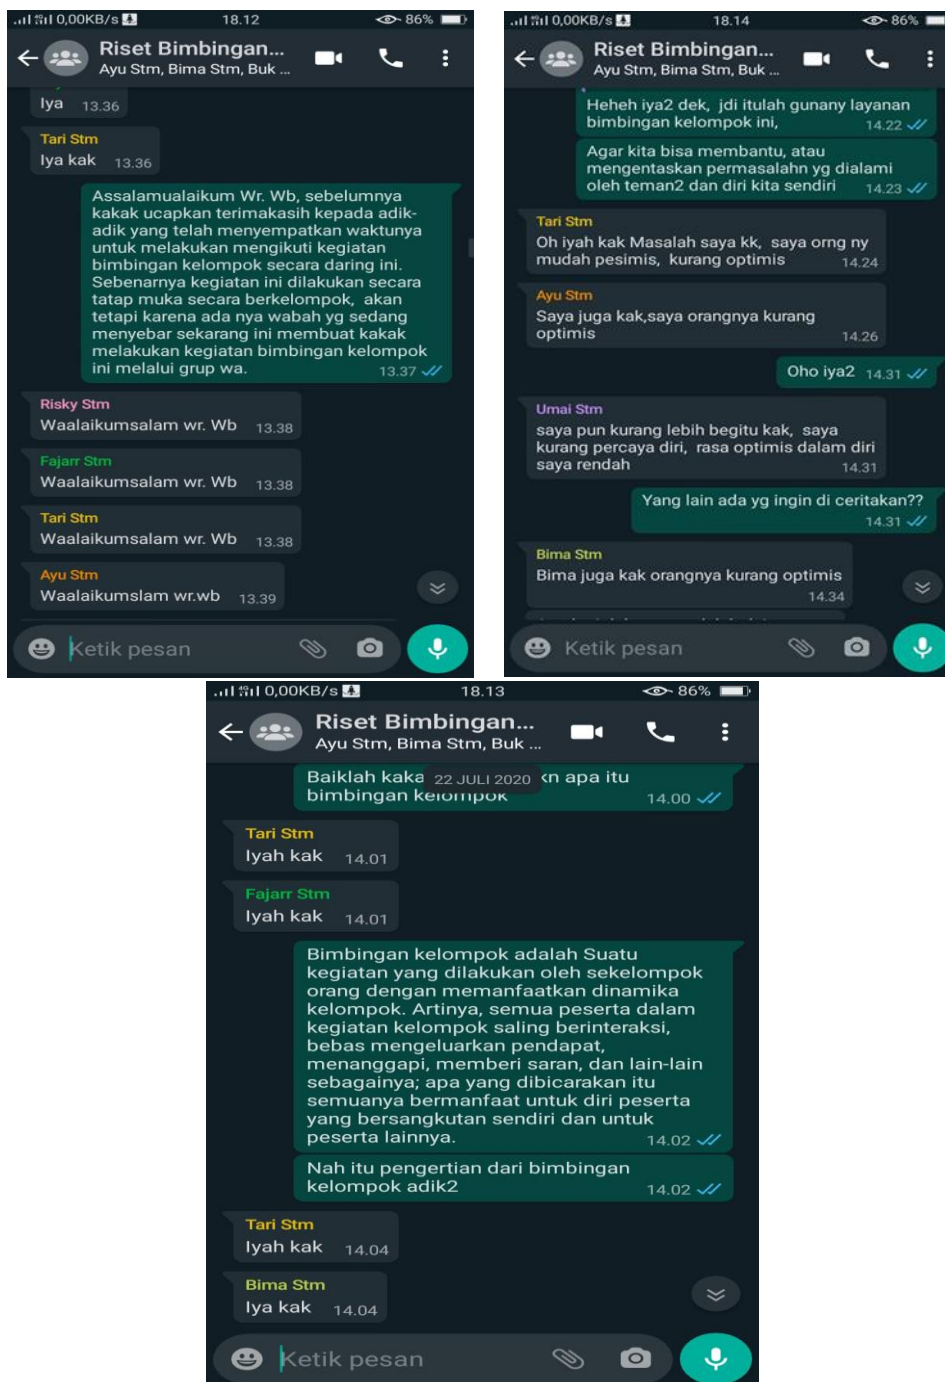 0,00KB/s 18.12 86%
Riset Bimbingan...
Ayu Stm, Bima Stm, Buk ...
Iya 13.36
Tari Stm
Iya kak 13.36
Assalamualaikum Wr. Wb, sebelumnya
kakak ucapkan terimakasih kepada adik-
adik yang telah menyempatkan waktunya
untuk melakukan mengikuti kegiatan
bimbingan kelompok secara daring ini.
Sebenarnya kegiatan ini dilakukan secara
tatap muka secara berkelompok, akan
tetapi karena ada nya wabah yg sedang
menyebar sekarang ini membuat kakak
melakukan kegiatan bimbingan kelompok
ini melalui grup wa. 13.37
Risky Stm
Waalaikumsalam wr. Wb 13.38
Fajarr Stm
Waalaikumsalam wr. Wb 13.38
Tari Stm
Waalaikumsalam wr. Wb 13.38
Ayu Stm
Waalaikumslam wr.wb 13.39
Ketik pesan
0,00KB/s 18.14 86%
Riset Bimbingan...
Ayu Stm, Bima Stm, Buk ...
Heheh iya2 dek, jdi itulah gunany layanan
bimbingan kelompok ini, 14.22
Agar kita bisa membantu, atau
mengentaskan permasalahn yg dialami
oleh teman2 dan diri kita sendiri 14.23
Tari Stm
Oh iyah kak Masalah saya kk, saya orng ny
mudah pesimis, kurang optimis 14.24
Ayu Stm
Saya juga kak,saya orangnya kurang
optimis 14.26
Oho iya2 14.31
Umai Stm
saya pun kurang lebih begitu kak, saya
kurang percaya diri, rasa optimis dalam diri
saya rendah 14.31
Yang lain ada yg ingin di ceritakan??
14.31
Bima Stm
Bima juga kak orangnya kurang optimis
14.34
Ketik pesan
0,00KB/s 18.13 86%
Riset Bimbingan...
Ayu Stm, Bima Stm, Buk ...
22 JULI 2020
Baiklah kaka kn apa itu
bimbingan kelompok 14.00
Tari Stm
Iyah kak 14.01
Fajarr Stm
Iyah kak 14.01
Bimbingan kelompok adalah Suatu
kegiatan yang dilakukan oleh sekelompok
orang dengan memanfaatkan dinamika
kelompok. Artinya, semua peserta dalam
kegiatan kelompok saling berinteraksi,
bebas mengeluarkan pendapat,
menanggapi, memberi saran, dan lain-lain
sebagainya; apa yang dibicarakan itu
semuanya bermanfaat untuk diri peserta
yang bersangkutan sendiri dan untuk
peserta lainnya. 14.02
Nah itu pengertian dari bimbingan
kelompok adik2 14.02
Tari Stm
Iyah kak 14.04
Bima Stm
Iya kak 14.04
Ketik pesan